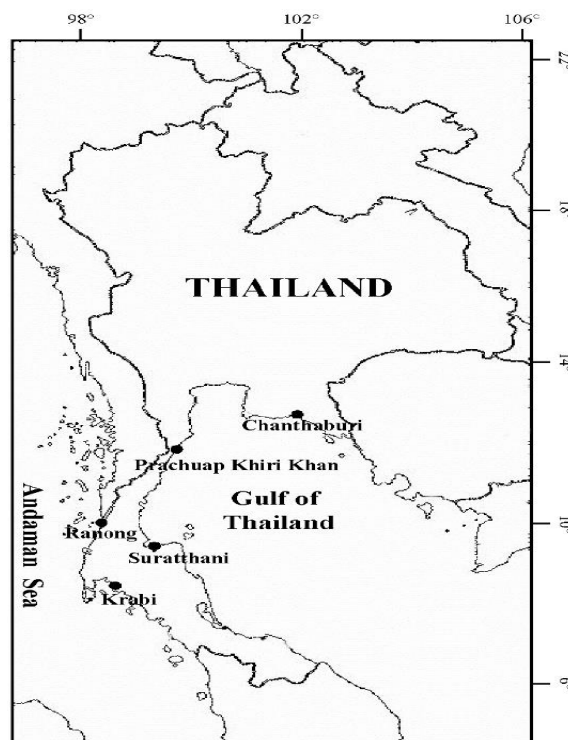 98°
102°
106°
22°
18°
THAILAND
14°
Chanthaburi
Prachuap Khiri Khan
Gulf of
Thailand
Andaman Sea
Ranong
10°
Suratthani
Krabi
6°